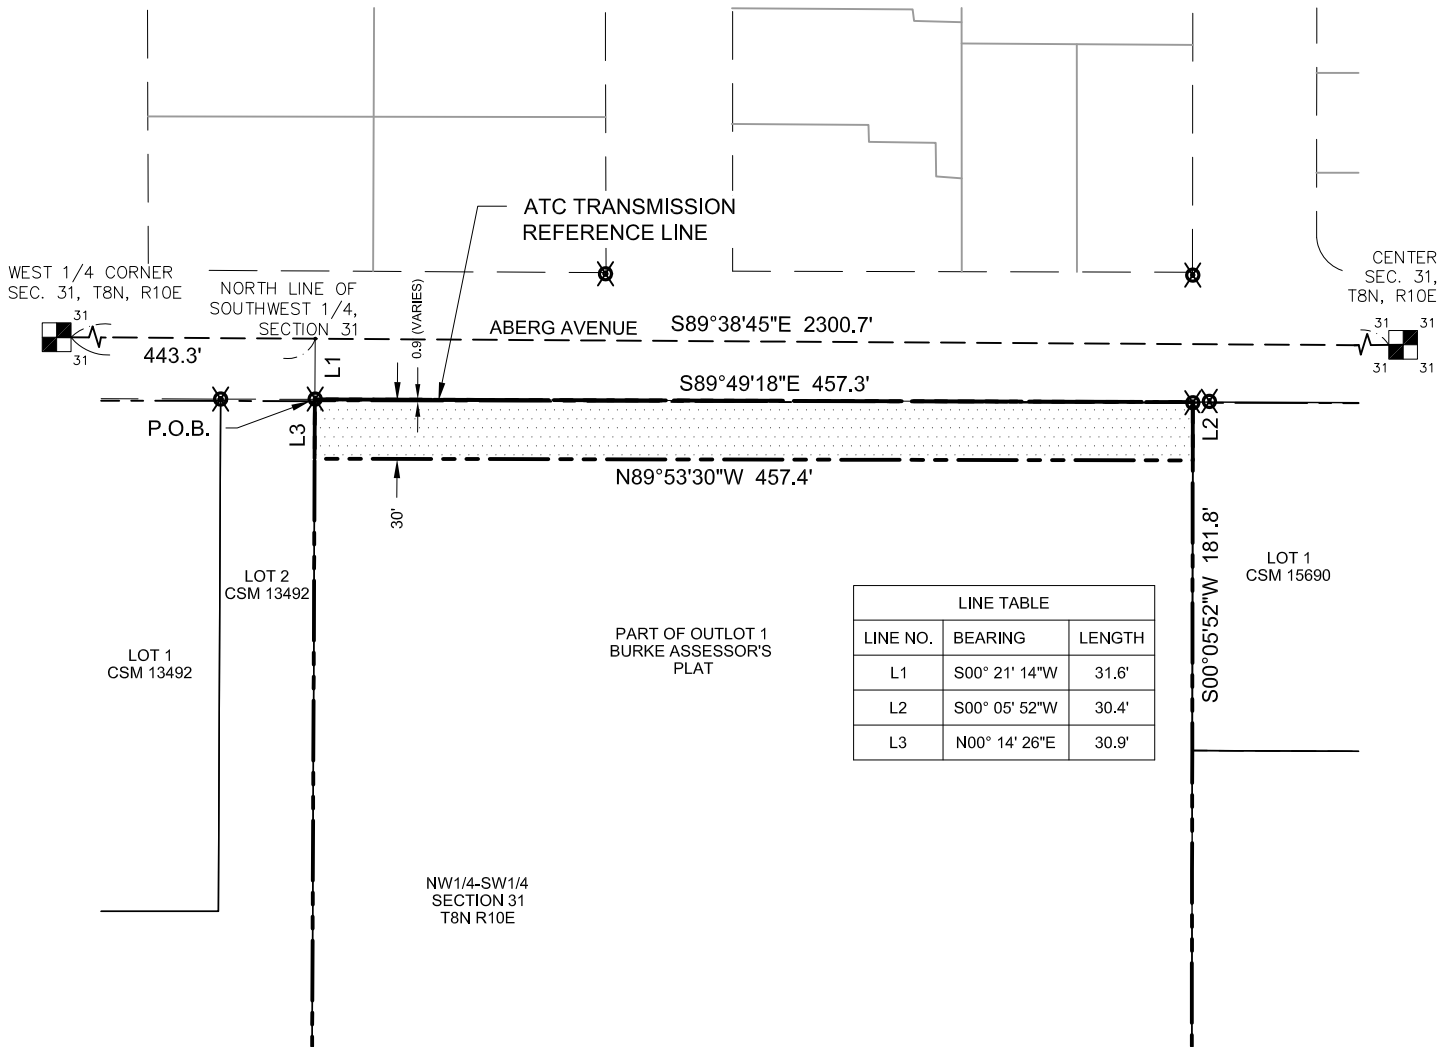 ATC TRANSMISSION
REFERENCE LINE
WEST 1/4 CORNER
SEC. 31, T8N, R10E
NORTH LINE OF
SOUTHWEST 1/4,
SECTION 31
CENTER
SEC. 31,
T8N, R10E
31
31
31
31
31
31
443.3'
L1
0.9' (VARIES)
ABERG AVENUE
S89°38'45"E 2300.7'
S89°49'18"E 457.3'
P.O.B.
L3
L2
N89°53'30"W 457.4'
30'
S00°05'52"W 181.8'
LOT 2
CSM 13492
LOT 1
CSM 13492
PART OF OUTLOT 1
BURKE ASSESSOR'S
PLAT
LOT 1
CSM 15690
LINE TABLE
LINE NO. BEARING LENGTH
L1 S00° 21' 14"W 31.6'
L2 S00° 05' 52"W 30.4'
L3 N00° 14' 26"E 30.9'
NW1/4-SW1/4
SECTION 31
T8N R10E